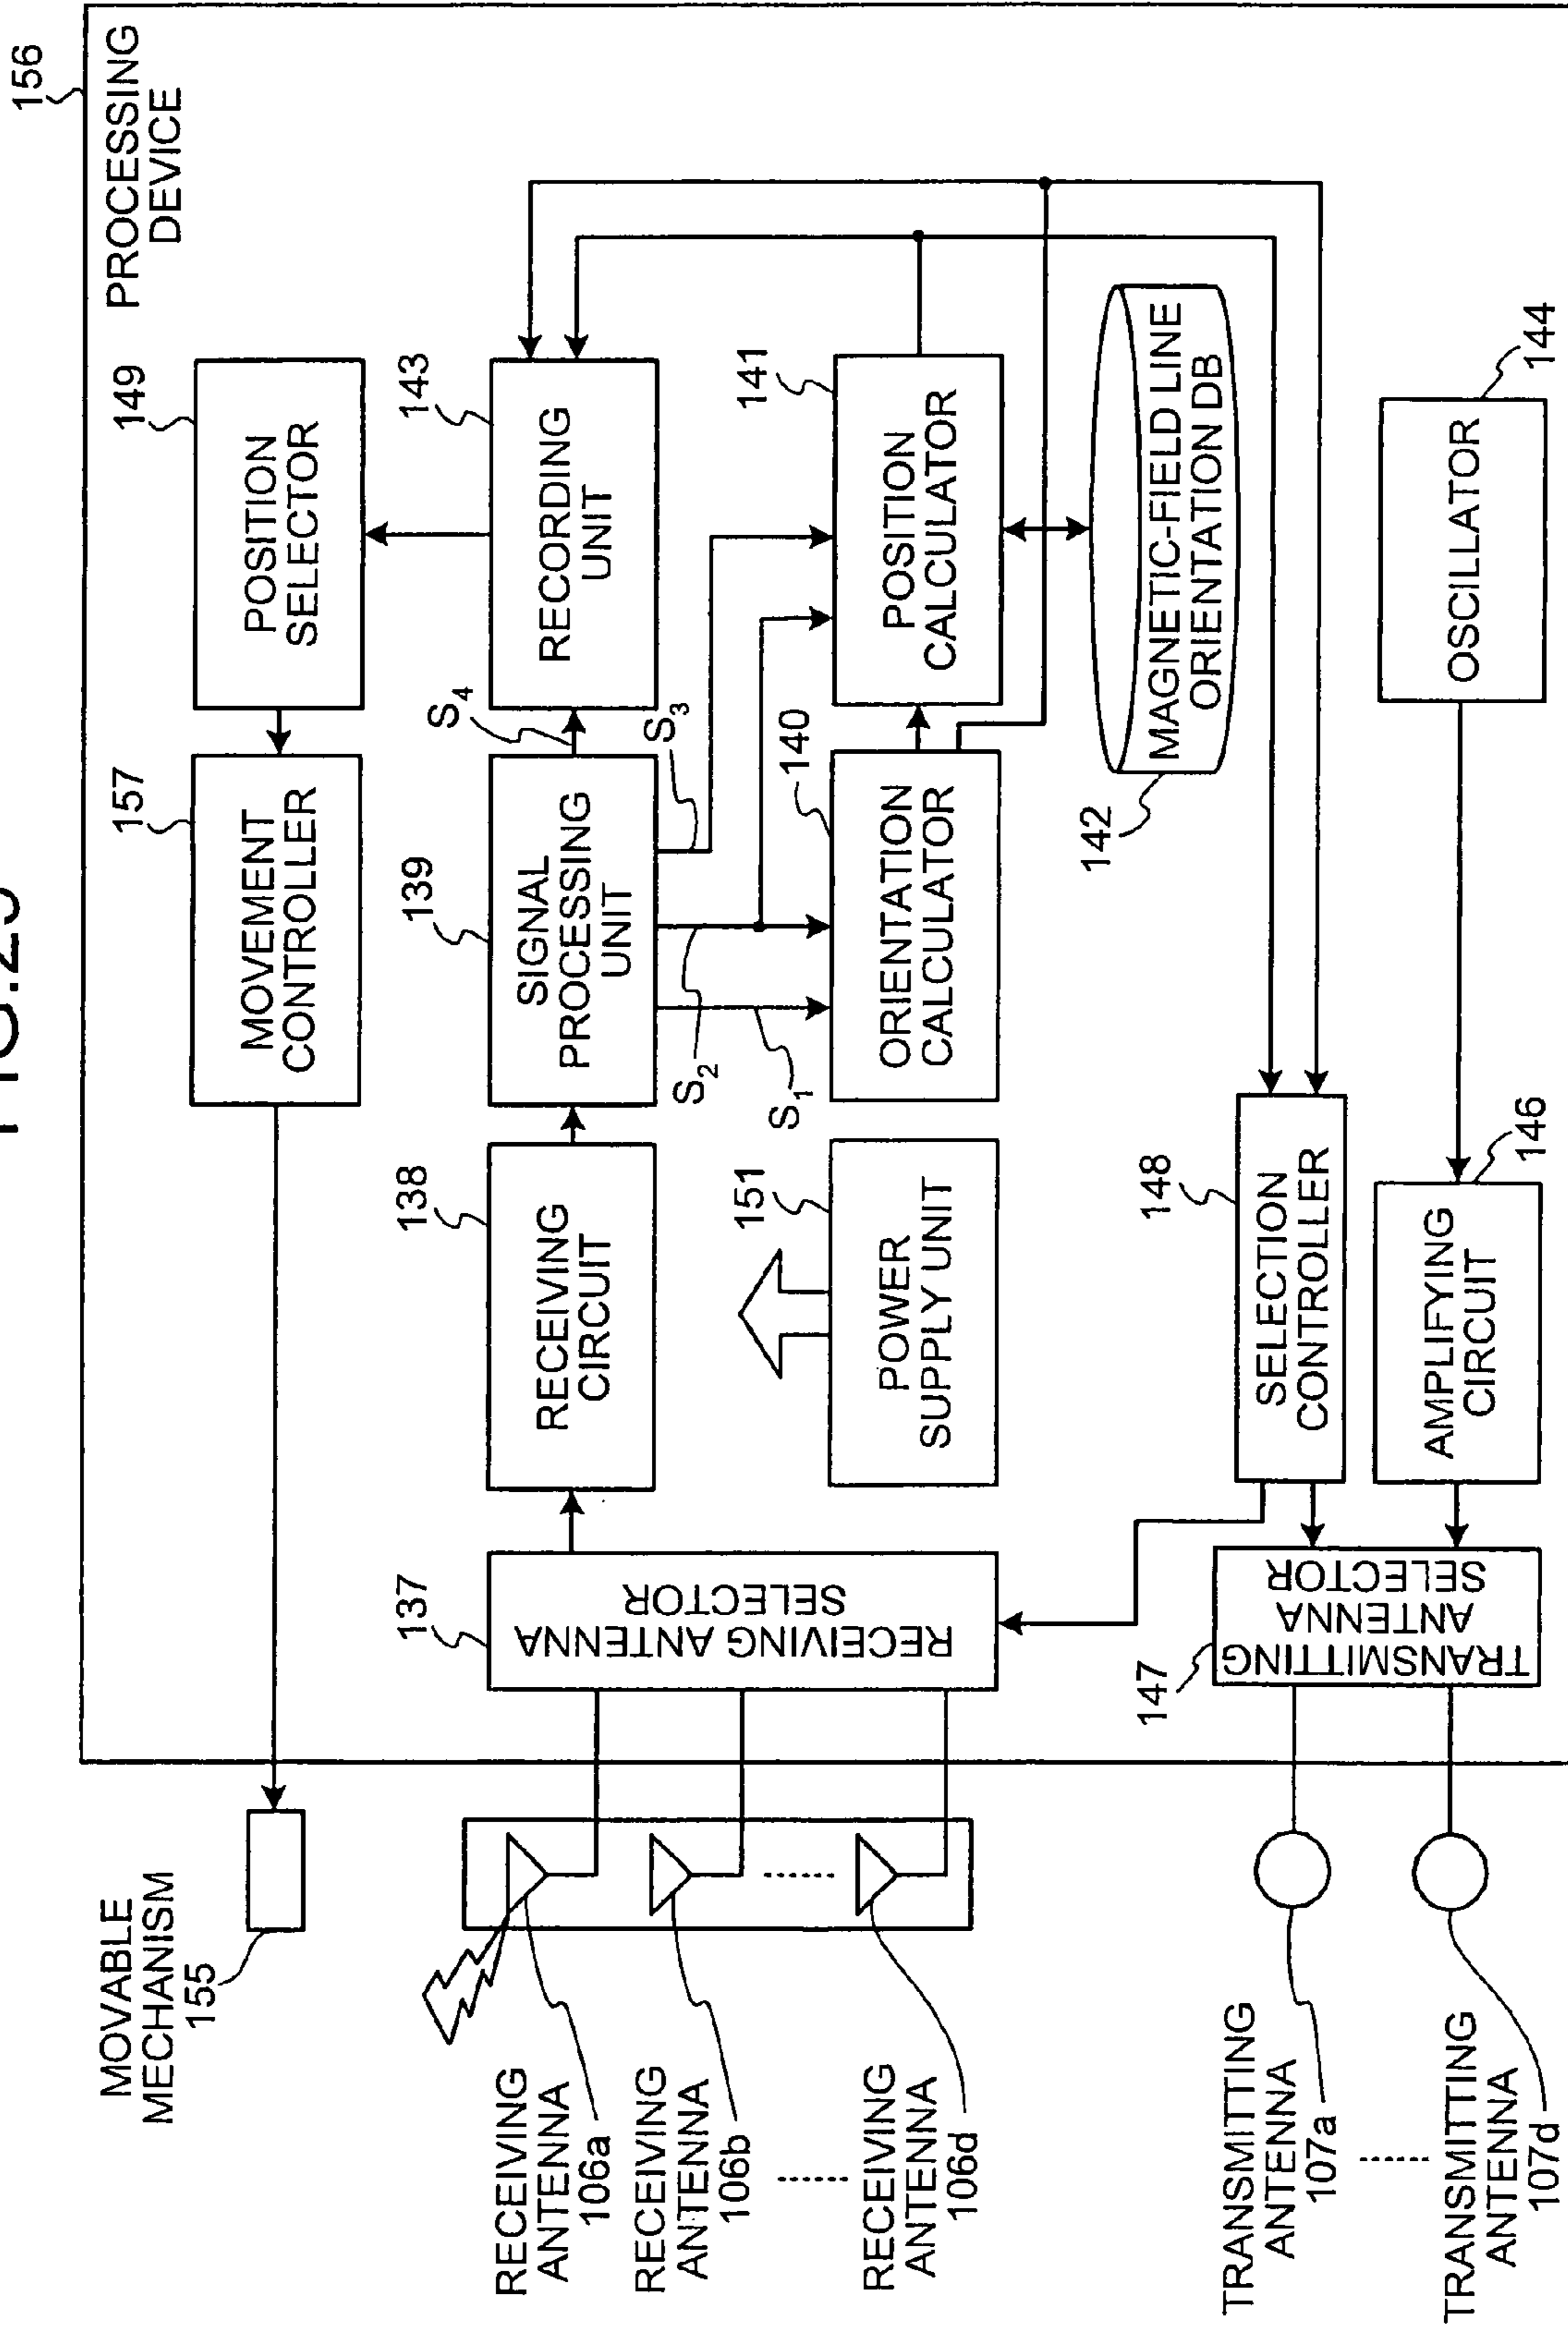 FIG.25
156
PROCESSING
DEVICE
MOVABLE
MECHANISM
155
157
MOVEMENT
CONTROLLER
149
POSITION
SELECTOR
RECEIVING
ANTENNA
106a
RECEIVING
ANTENNA
106b
RECEIVING
ANTENNA
106d
137
RECEIVING ANTENNA
SELECTOR
138
RECEIVING
CIRCUIT
139
SIGNAL
PROCESSING
UNIT
S4
143
RECORDING
UNIT
S3
S2
S1
151
POWER
SUPPLY UNIT
140
ORIENTATION
CALCULATOR
141
POSITION
CALCULATOR
142
MAGNETIC-FIELD LINE
ORIENTATION DB
TRANSMITTING
ANTENNA
107a
TRANSMITTING
ANTENNA
107d
147
TRANSMITTING
ANTENNA
SELECTOR
148
SELECTION
CONTROLLER
146
AMPLIFYING
CIRCUIT
144
OSCILLATOR